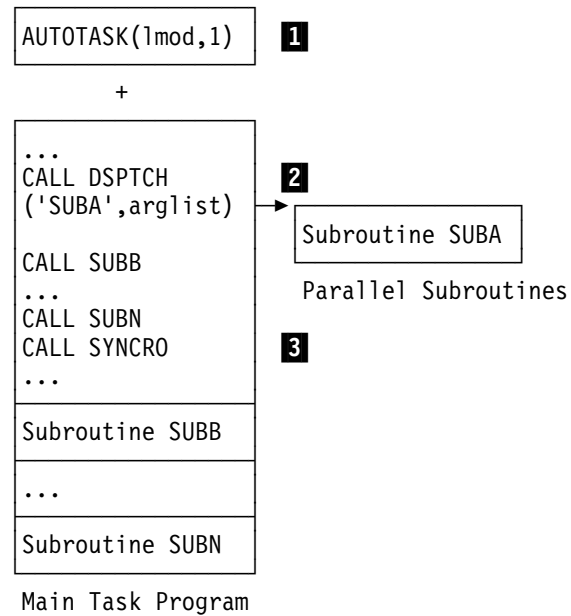 AUTOTASK(lmod,1) 1
+
...
CALL DSPTCH 2
('SUBA',arglist)
Subroutine SUBA
CALL SUBB
Parallel Subroutines
...
CALL SUBN
CALL SYNCRO 3
...
Subroutine SUBB
...
Subroutine SUBN
Main Task Program